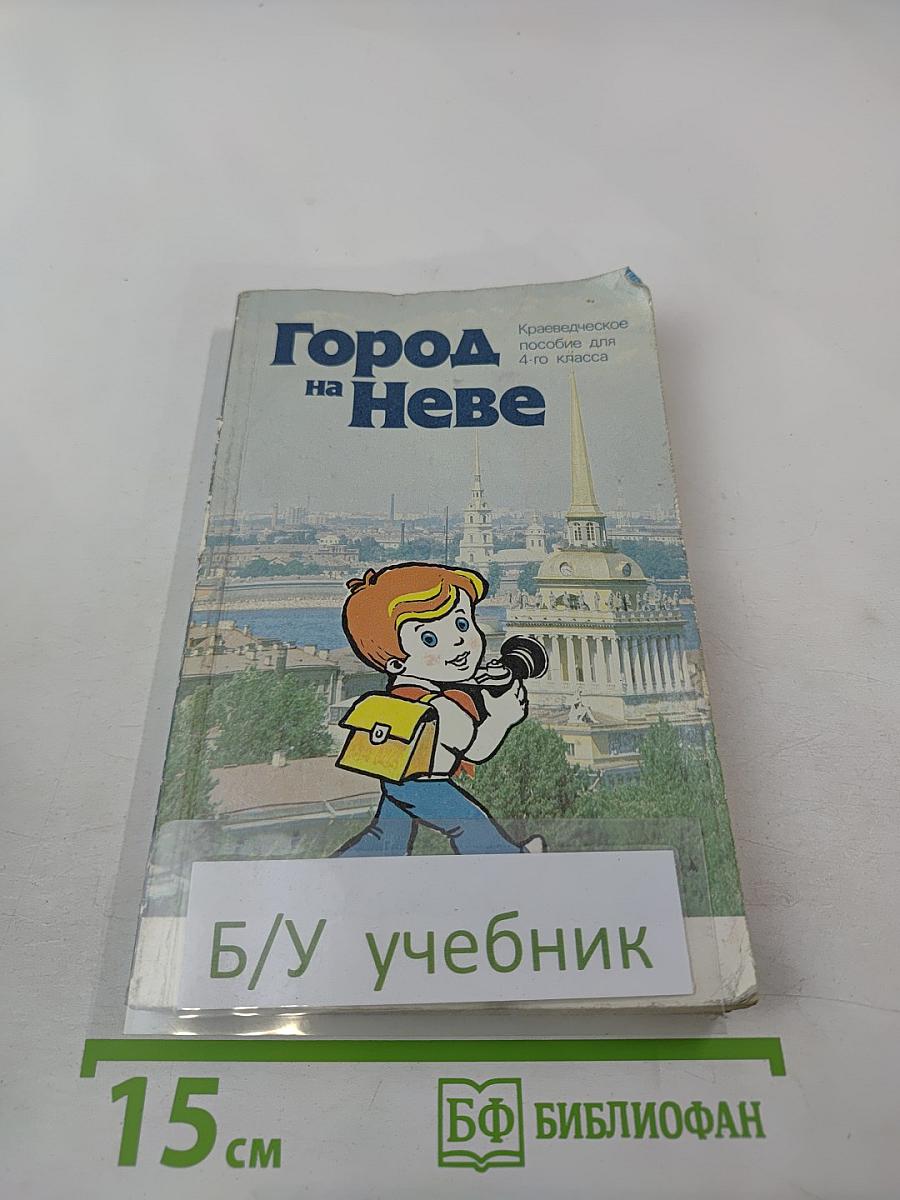 Город
на Неве
Краеведческое
пособие для
4-го класса
Б/У учебник
15 см
БФ БИБЛИОФАН